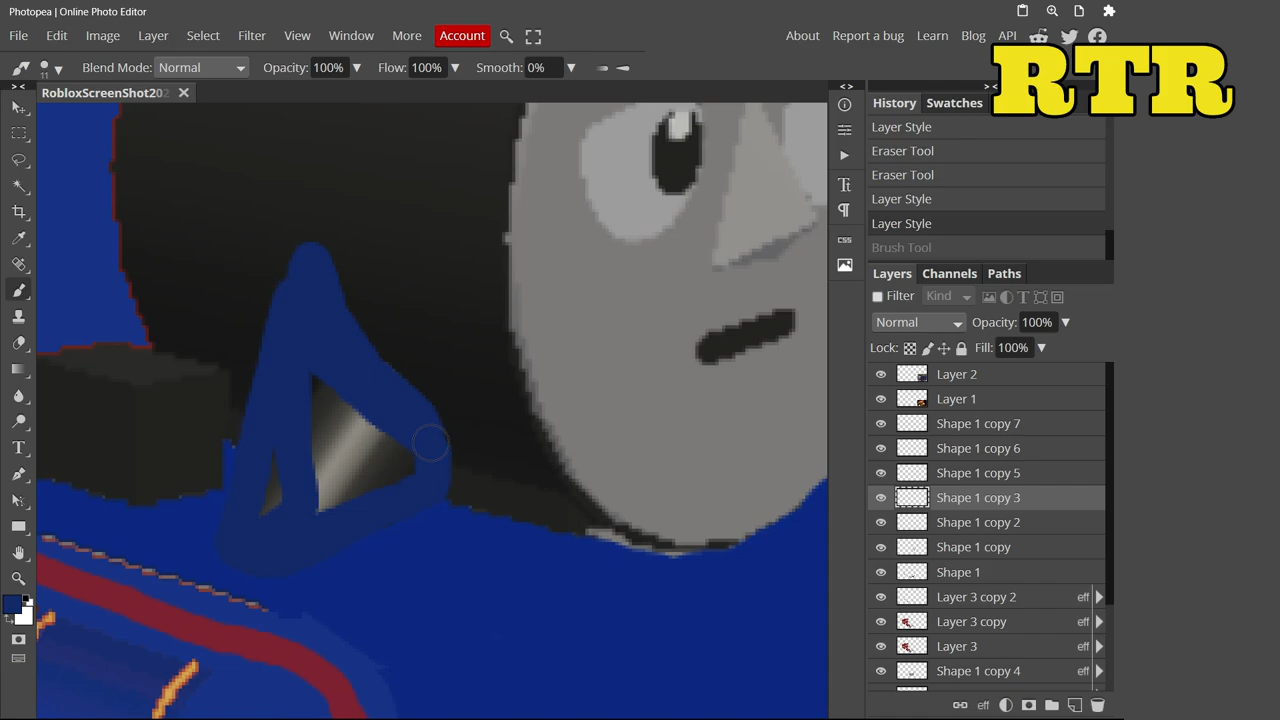 Photopea | Online Photo Editor
File Edit Image Layer Select Filter View Window More Account
About Report a bug Learn Blog API
RTR
11 Blend Mode: Normal Opacity: 100% Flow: 100% Smooth: 0%
RobloxScreenShot202
History Swatches
Layer Style
Eraser Tool
Eraser Tool
Layer Style
Layer Style
Brush Tool
Layers Channels Paths
Filter Kind
Normal Opacity: 100%
Lock: Fill: 100%
Layer 2
Layer 1
Shape 1 copy 7
Shape 1 copy 6
Shape 1 copy 5
Shape 1 copy 3
Shape 1 copy 2
Shape 1 copy
Shape 1
Layer 3 copy 2 eff
Layer 3 copy eff
Layer 3 eff
Shape 1 copy 4 eff
CSS
eff